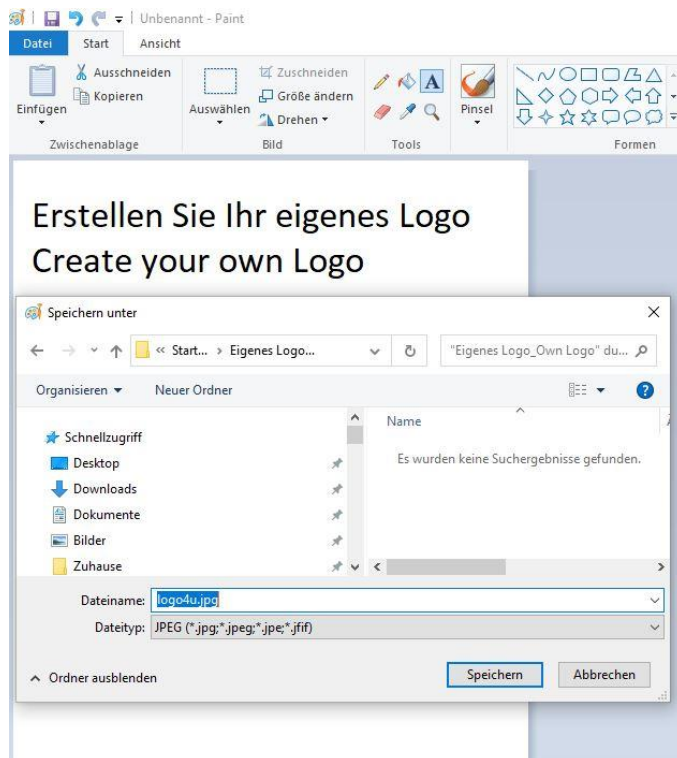 Unbenannt - Paint
Datei Start Ansicht
Ausschneiden
Kopieren
Einfügen
Zwischenablage
Auswählen
Zuschneiden
Größe ändern
Drehen
Bild
A
Tools
Pinsel
Formen
Erstellen Sie Ihr eigenes Logo
Create your own Logo
Speichern unter
« Start... › Eigenes Logo...
"Eigenes Logo_Own Logo" du...
Organisieren Neuer Ordner
?
Name
Es wurden keine Suchergebnisse gefunden.
Schnellzugriff
Desktop
Downloads
Dokumente
Bilder
Zuhause
Dateiname: logo4u.jpg
Dateityp: JPEG (*.jpg;*.jpeg;*.jpe;*.jfif)
Ordner ausblenden
Speichern Abbrechen